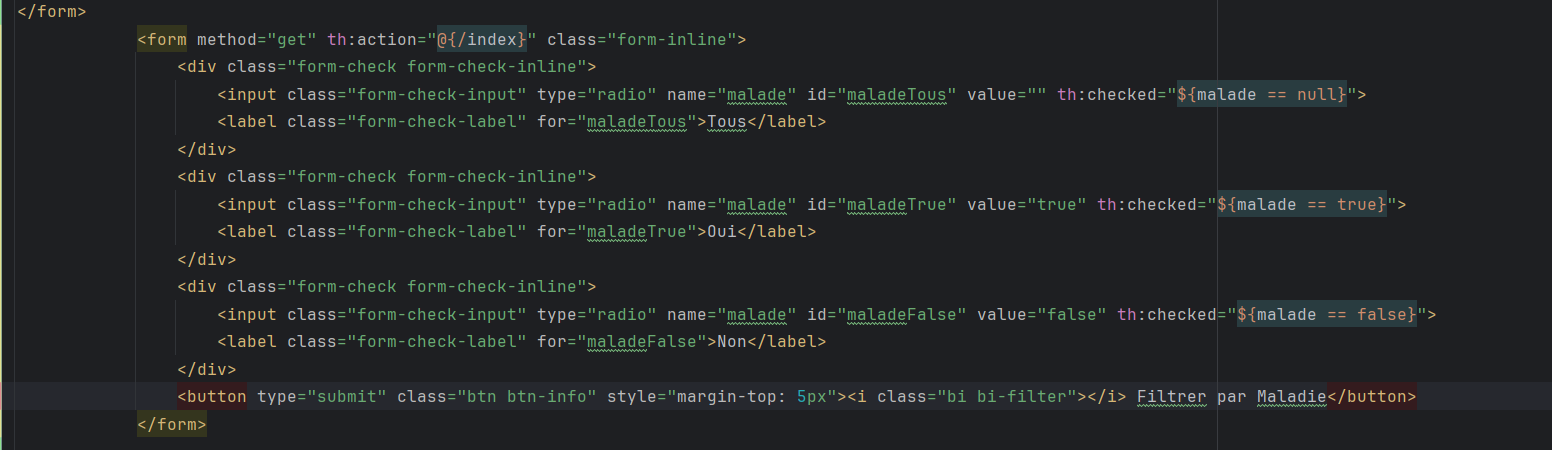 </form>
<form method="get" th:action="@{/index}" class="form-inline">
<div class="form-check form-check-inline">
<input class="form-check-input" type="radio" name="malade" id="maladeTous" value="" th:checked="${malade == null}">
<label class="form-check-label" for="maladeTous">Tous</label>
</div>
<div class="form-check form-check-inline">
<input class="form-check-input" type="radio" name="malade" id="maladeTrue" value="true" th:checked="${malade == true}">
<label class="form-check-label" for="maladeTrue">Oui</label>
</div>
<div class="form-check form-check-inline">
<input class="form-check-input" type="radio" name="malade" id="maladeFalse" value="false" th:checked="${malade == false}">
<label class="form-check-label" for="maladeFalse">Non</label>
</div>
<button type="submit" class="btn btn-info" style="margin-top: 5px"><i class="bi bi-filter"></i> Filtrer par Maladie</button>
</form>